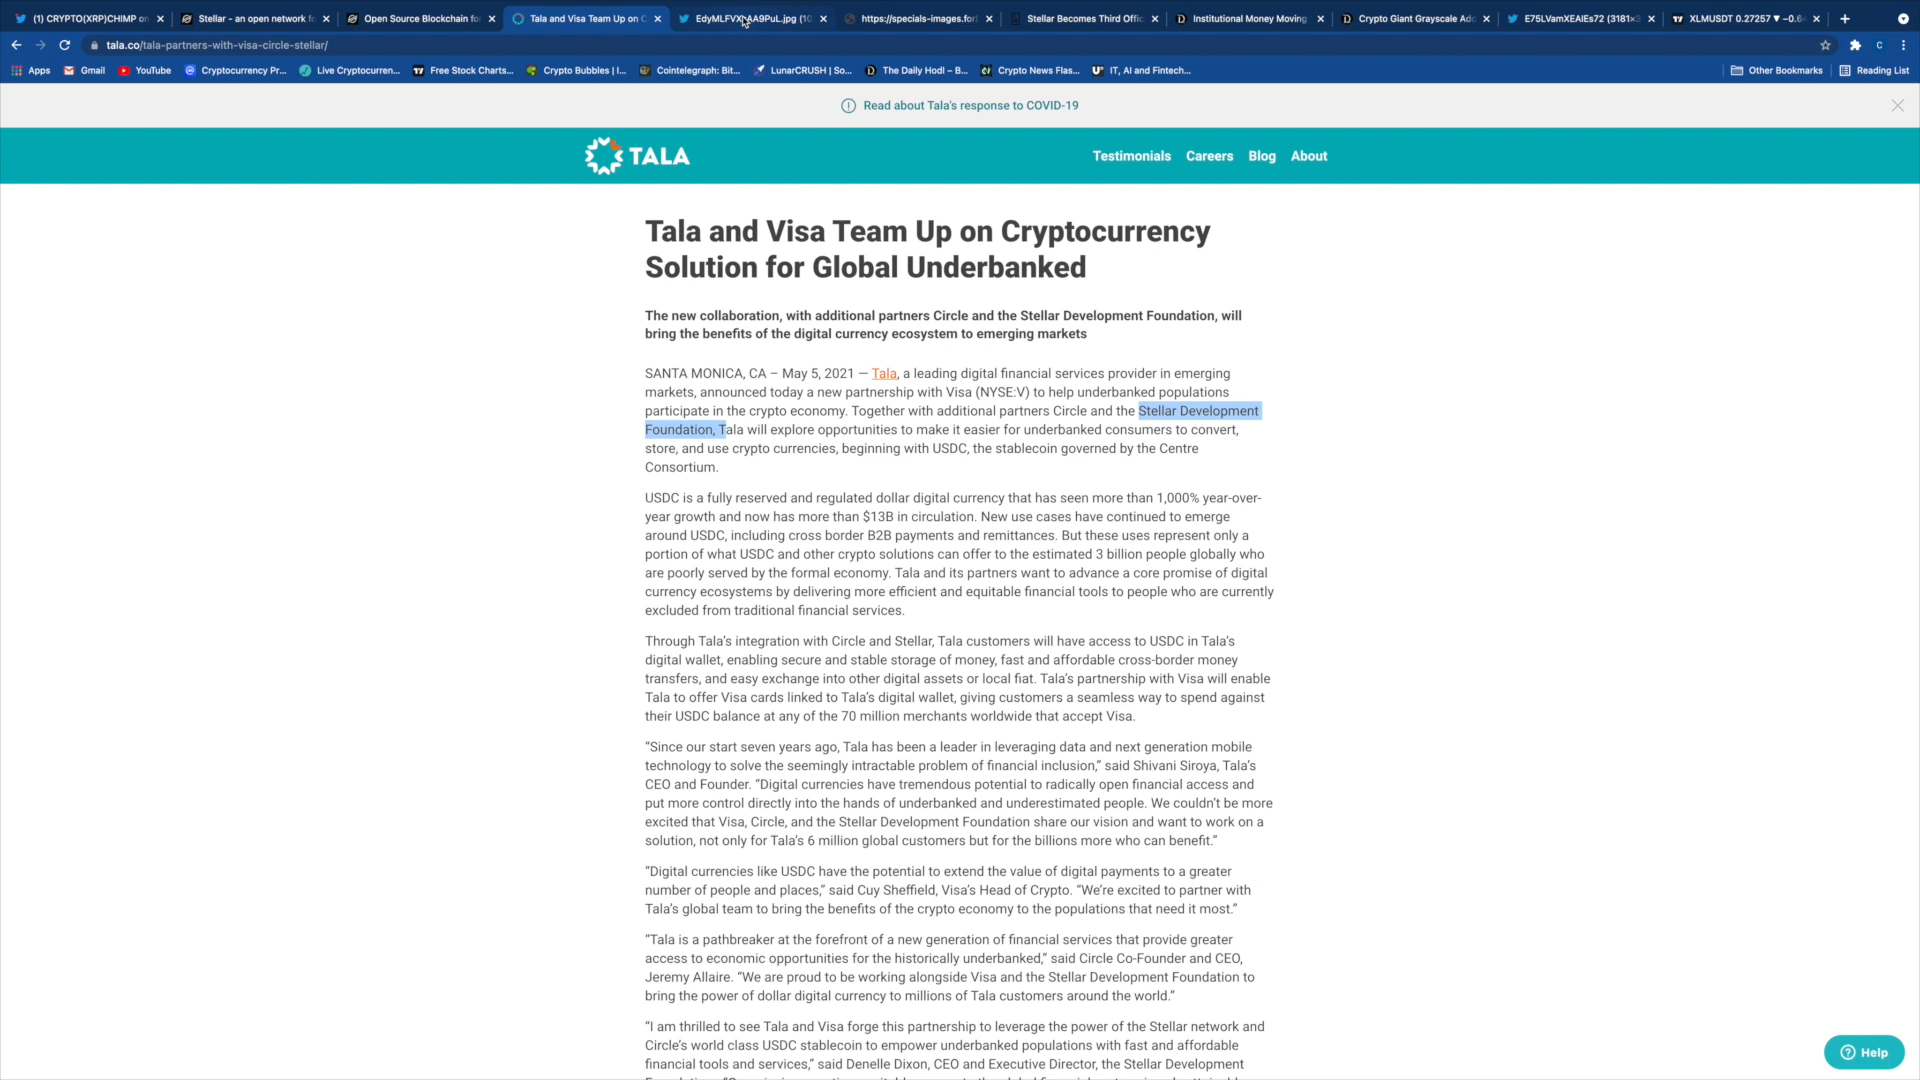 (1) CRYPTO(XRP)CHIMP on
Stellar - an open network fo
Open Source Blockchain for
Tala and Visa Team Up on C
EdyMLFVX AA9PuL.jpg (10
https://specials-images.for
Stellar Becomes Third Offic
Institutional Money Moving
Crypto Giant Grayscale Add
E75LVamXEAIEs72 (3181×3
XLMUSDT 0.27257 ▼ −0.6
tala.co/tala-partners-with-visa-circle-stellar/
Apps Gmail YouTube Cryptocurrency Pr... Live Cryptocurren... Free Stock Charts... Crypto Bubbles | I... Cointelegraph: Bit... LunarCRUSH | So... The Daily Hodl – B... Crypto News Flas... IT, AI and Fintech... Other Bookmarks Reading List
Read about Tala's response to COVID-19
TALA
Testimonials Careers Blog About
Tala and Visa Team Up on Cryptocurrency
Solution for Global Underbanked
The new collaboration, with additional partners Circle and the Stellar Development Foundation, will
bring the benefits of the digital currency ecosystem to emerging markets
SANTA MONICA, CA – May 5, 2021 — Tala, a leading digital financial services provider in emerging
markets, announced today a new partnership with Visa (NYSE:V) to help underbanked populations
participate in the crypto economy. Together with additional partners Circle and the Stellar Development
Foundation, Tala will explore opportunities to make it easier for underbanked consumers to convert,
store, and use crypto currencies, beginning with USDC, the stablecoin governed by the Centre
Consortium.
USDC is a fully reserved and regulated dollar digital currency that has seen more than 1,000% year-over-
year growth and now has more than $13B in circulation. New use cases have continued to emerge
around USDC, including cross border B2B payments and remittances. But these uses represent only a
portion of what USDC and other crypto solutions can offer to the estimated 3 billion people globally who
are poorly served by the formal economy. Tala and its partners want to advance a core promise of digital
currency ecosystems by delivering more efficient and equitable financial tools to people who are currently
excluded from traditional financial services.
Through Tala’s integration with Circle and Stellar, Tala customers will have access to USDC in Tala’s
digital wallet, enabling secure and stable storage of money, fast and affordable cross-border money
transfers, and easy exchange into other digital assets or local fiat. Tala’s partnership with Visa will enable
Tala to offer Visa cards linked to Tala’s digital wallet, giving customers a seamless way to spend against
their USDC balance at any of the 70 million merchants worldwide that accept Visa.
“Since our start seven years ago, Tala has been a leader in leveraging data and next generation mobile
technology to solve the seemingly intractable problem of financial inclusion,” said Shivani Siroya, Tala’s
CEO and Founder. “Digital currencies have tremendous potential to radically open financial access and
put more control directly into the hands of underbanked and underestimated people. We couldn’t be more
excited that Visa, Circle, and the Stellar Development Foundation share our vision and want to work on a
solution, not only for Tala’s 6 million global customers but for the billions more who can benefit.”
“Digital currencies like USDC have the potential to extend the value of digital payments to a greater
number of people and places,” said Cuy Sheffield, Visa’s Head of Crypto. “We’re excited to partner with
Tala’s global team to bring the benefits of the crypto economy to the populations that need it most.”
“Tala is a pathbreaker at the forefront of a new generation of financial services that provide greater
access to economic opportunities for the historically underbanked,” said Circle Co-Founder and CEO,
Jeremy Allaire. “We are proud to be working alongside Visa and the Stellar Development Foundation to
bring the power of dollar digital currency to millions of Tala customers around the world.”
“I am thrilled to see Tala and Visa forge this partnership to leverage the power of the Stellar network and
Circle’s world class USDC stablecoin to empower underbanked populations with fast and affordable
financial tools and services,” said Denelle Dixon, CEO and Executive Director, the Stellar Development
Help